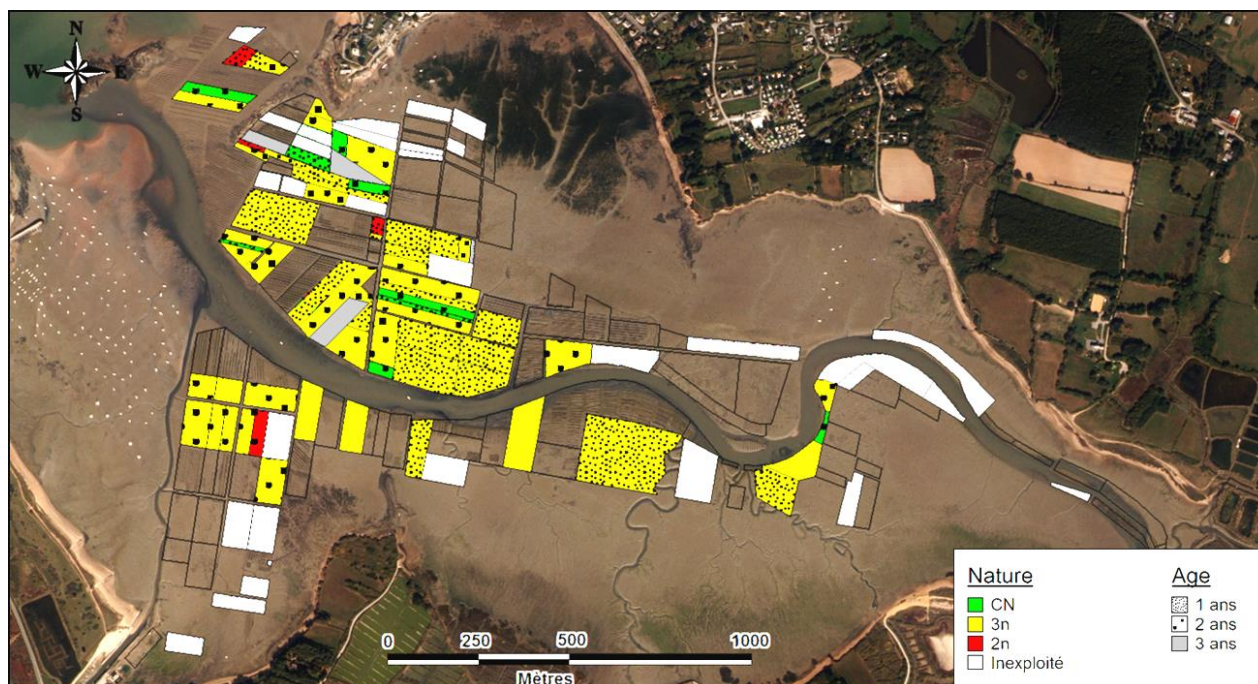 N
W E
S
0 250 500 1000
Mètres
Nature
CN
3n
2n
Inexploité
Age
1 ans
2 ans
3 ans